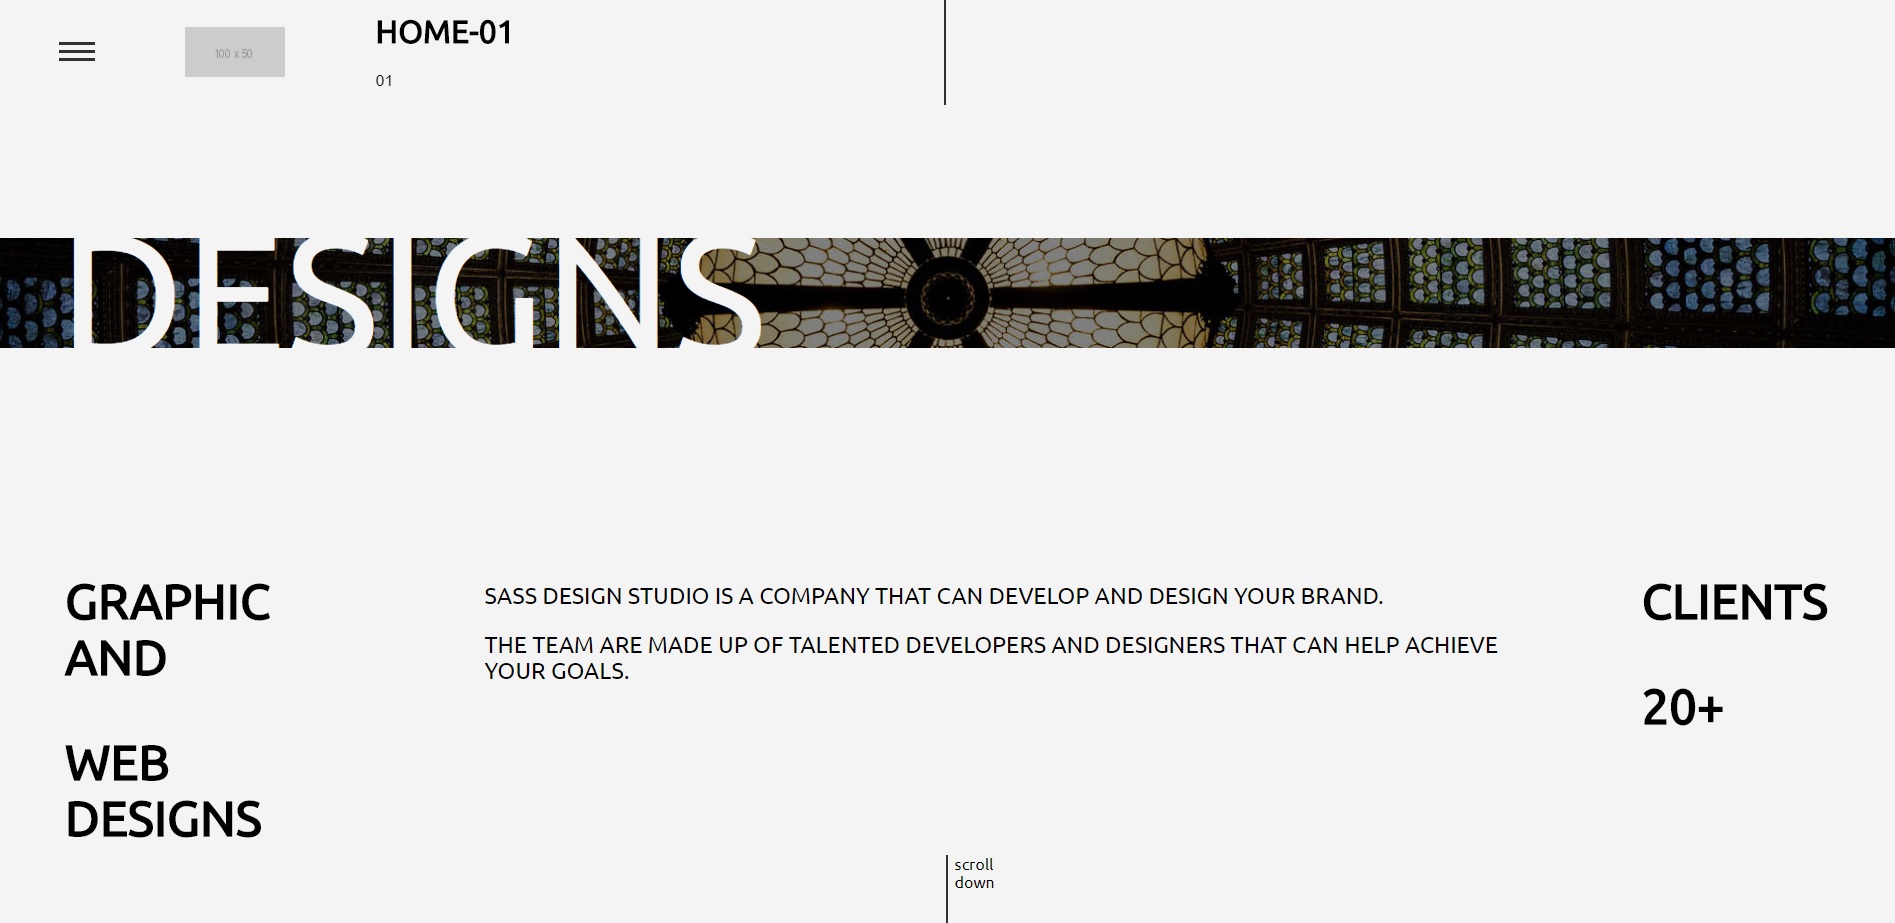 100 x 50
HOME-01
01
DESIGNS
GRAPHIC
AND
WEB
DESIGNS
SASS DESIGN STUDIO IS A COMPANY THAT CAN DEVELOP AND DESIGN YOUR BRAND.
THE TEAM ARE MADE UP OF TALENTED DEVELOPERS AND DESIGNERS THAT CAN HELP ACHIEVE
YOUR GOALS.
CLIENTS
20+
scroll
down